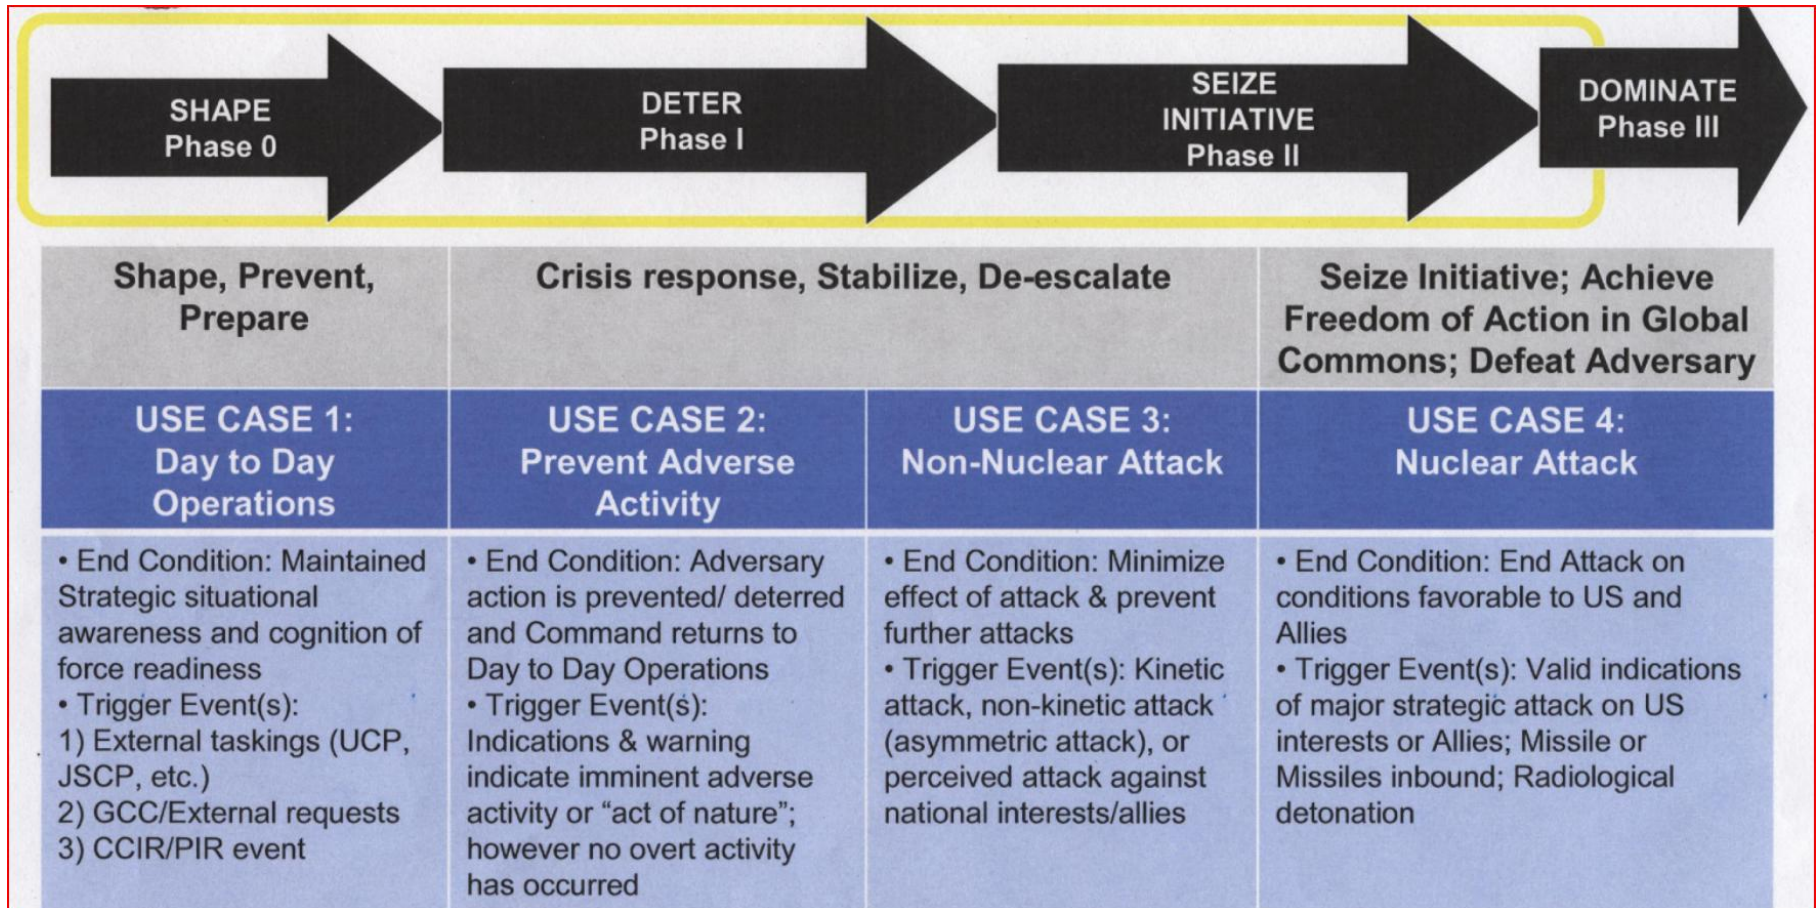 SHAPE
Phase 0
DETER
Phase I
SEIZE
INITIATIVE
Phase II
DOMINATE
Phase III
Shape, Prevent,
Prepare
Crisis response, Stabilize, De-escalate
Seize Initiative; Achieve
Freedom of Action in Global
Commons; Defeat Adversary
USE CASE 1:
Day to Day
Operations
USE CASE 2:
Prevent Adverse
Activity
USE CASE 3:
Non-Nuclear Attack
USE CASE 4:
Nuclear Attack
• End Condition: Maintained
Strategic situational
awareness and cognition of
force readiness
• Trigger Event(s):
1) External taskings (UCP,
JSCP, etc.)
2) GCC/External requests
3) CCIR/PIR event
• End Condition: Adversary
action is prevented/ deterred
and Command returns to
Day to Day Operations
• Trigger Event(s):
Indications & warning
indicate imminent adverse
activity or “act of nature”;
however no overt activity
has occurred
• End Condition: Minimize
effect of attack & prevent
further attacks
• Trigger Event(s): Kinetic
attack, non-kinetic attack
(asymmetric attack), or
perceived attack against
national interests/allies
• End Condition: End Attack on
conditions favorable to US and
Allies
• Trigger Event(s): Valid indications
of major strategic attack on US
interests or Allies; Missile or
Missiles inbound; Radiological
detonation